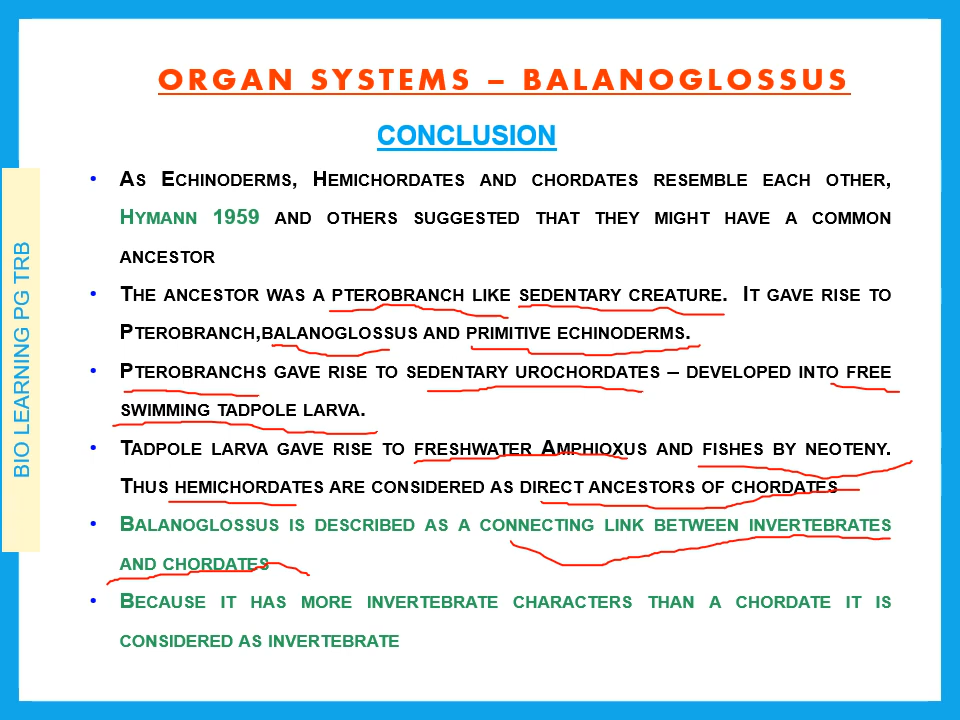 ORGAN SYSTEMS – BALANOGLOSSUS
CONCLUSION
• As Echinoderms, Hemichordates and chordates resemble each other,
Hymann 1959 and others suggested that they might have a common
ancestor
• The ancestor was a pterobranch like sedentary creature. It gave rise to
Pterobranch,balanoglossus and primitive echinoderms.
• Pterobranchs gave rise to sedentary urochordates – developed into free
swimming tadpole larva.
• Tadpole larva gave rise to freshwater Amphioxus and fishes by neoteny.
Thus hemichordates are considered as direct ancestors of chordates
• Balanoglossus is described as a connecting link between invertebrates
and chordates
• Because it has more invertebrate characters than a chordate it is
considered as invertebrate
BIO LEARNING PG TRB